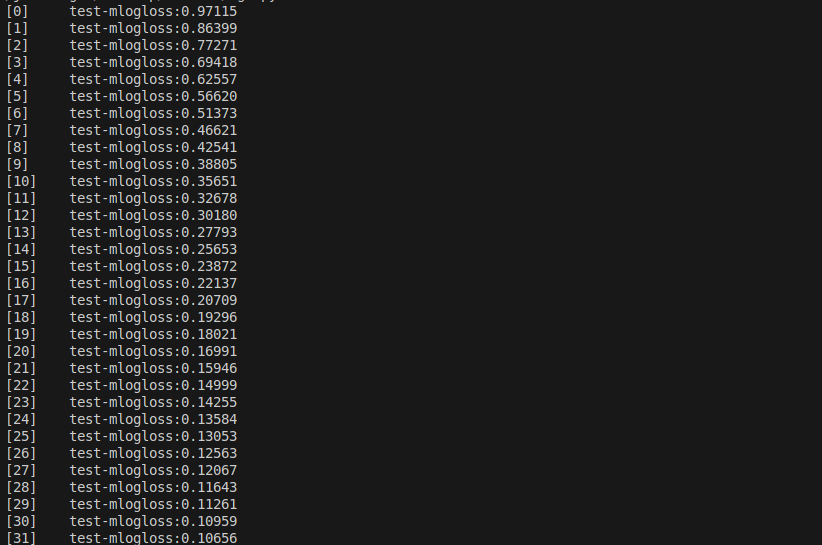 [0] test-mlogloss:0.97115
[1] test-mlogloss:0.86399
[2] test-mlogloss:0.77271
[3] test-mlogloss:0.69418
[4] test-mlogloss:0.62557
[5] test-mlogloss:0.56620
[6] test-mlogloss:0.51373
[7] test-mlogloss:0.46621
[8] test-mlogloss:0.42541
[9] test-mlogloss:0.38805
[10] test-mlogloss:0.35651
[11] test-mlogloss:0.32678
[12] test-mlogloss:0.30180
[13] test-mlogloss:0.27793
[14] test-mlogloss:0.25653
[15] test-mlogloss:0.23872
[16] test-mlogloss:0.22137
[17] test-mlogloss:0.20709
[18] test-mlogloss:0.19296
[19] test-mlogloss:0.18021
[20] test-mlogloss:0.16991
[21] test-mlogloss:0.15946
[22] test-mlogloss:0.14999
[23] test-mlogloss:0.14255
[24] test-mlogloss:0.13584
[25] test-mlogloss:0.13053
[26] test-mlogloss:0.12563
[27] test-mlogloss:0.12067
[28] test-mlogloss:0.11643
[29] test-mlogloss:0.11261
[30] test-mlogloss:0.10959
[31] test-mlogloss:0.10656